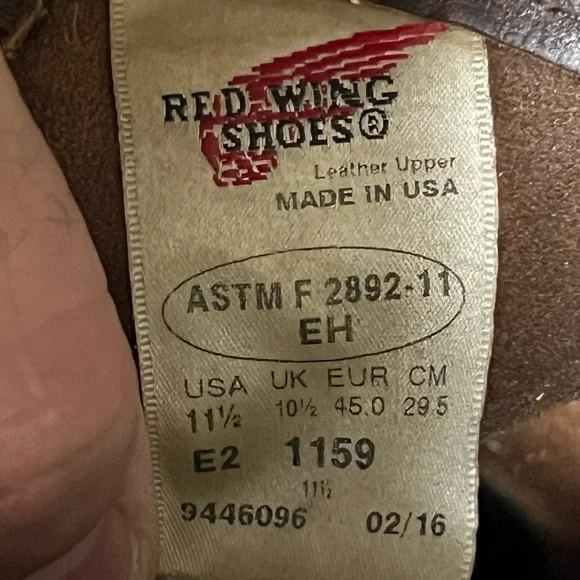 RED WING
SHOES®
Leather Upper
MADE IN USA
ASTM F 2892-11
EH
USA UK EUR CM
11½ 10½ 45.0 29.5
E2 1159
11½
9446096 02/16